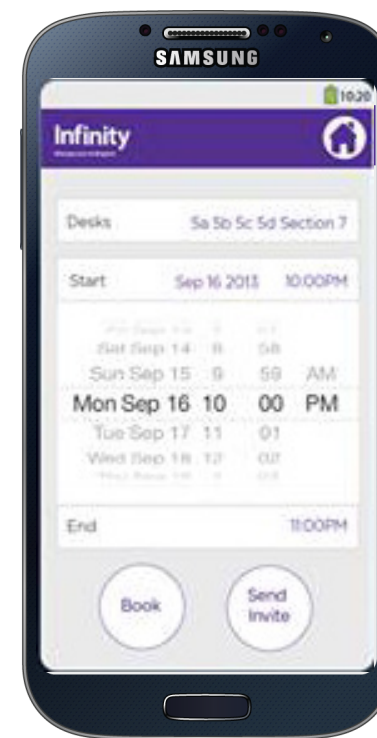 SAMSUNG
10:20
Infinity
Desks 5a 5b 5c 5d Section 7
Start Sep 16 2013 10:00PM
Sat Sep 14 8 58
Sun Sep 15 9 59 AM
Mon Sep 16 10 00 PM
Tue Sep 17 11 01
Wed Sep 18 12 02
End 11:00PM
Book
Send
Invite